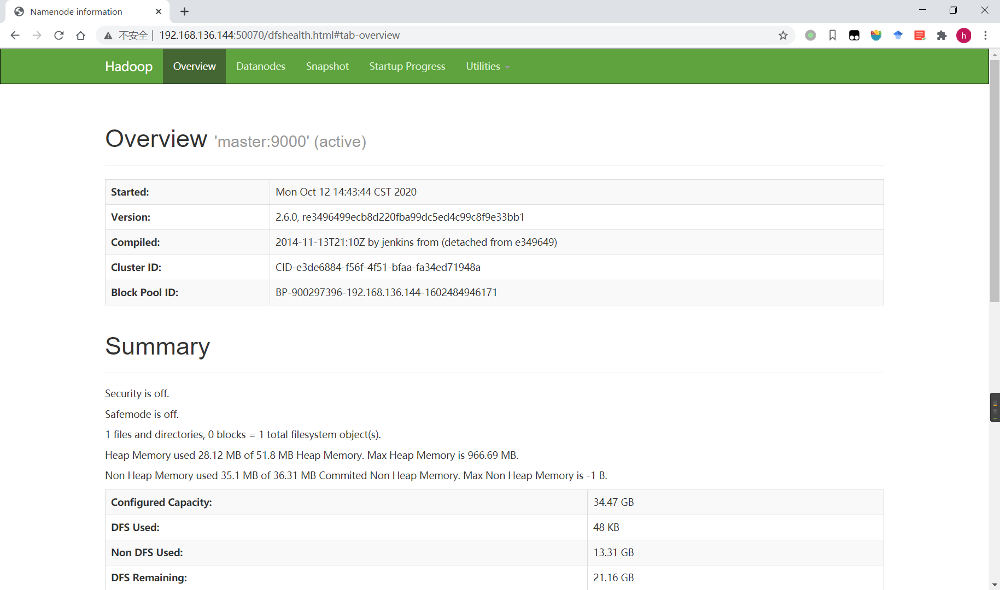 Namenode information
不安全 | 192.168.136.144:50070/dfshealth.html#tab-overview
h
Hadoop Overview Datanodes Snapshot Startup Progress Utilities
Overview 'master:9000' (active)
Started: Mon Oct 12 14:43:44 CST 2020
Version: 2.6.0, re3496499ecb8d220fba99dc5ed4c99c8f9e33bb1
Compiled: 2014-11-13T21:10Z by jenkins from (detached from e349649)
Cluster ID: CID-e3de6884-f56f-4f51-bfaa-fa34ed71948a
Block Pool ID: BP-900297396-192.168.136.144-1602484946171
Summary
Security is off.
Safemode is off.
1 files and directories, 0 blocks = 1 total filesystem object(s).
Heap Memory used 28.12 MB of 51.8 MB Heap Memory. Max Heap Memory is 966.69 MB.
Non Heap Memory used 35.1 MB of 36.31 MB Commited Non Heap Memory. Max Non Heap Memory is -1 B.
Configured Capacity: 34.47 GB
DFS Used: 48 KB
Non DFS Used: 13.31 GB
DFS Remaining: 21.16 GB